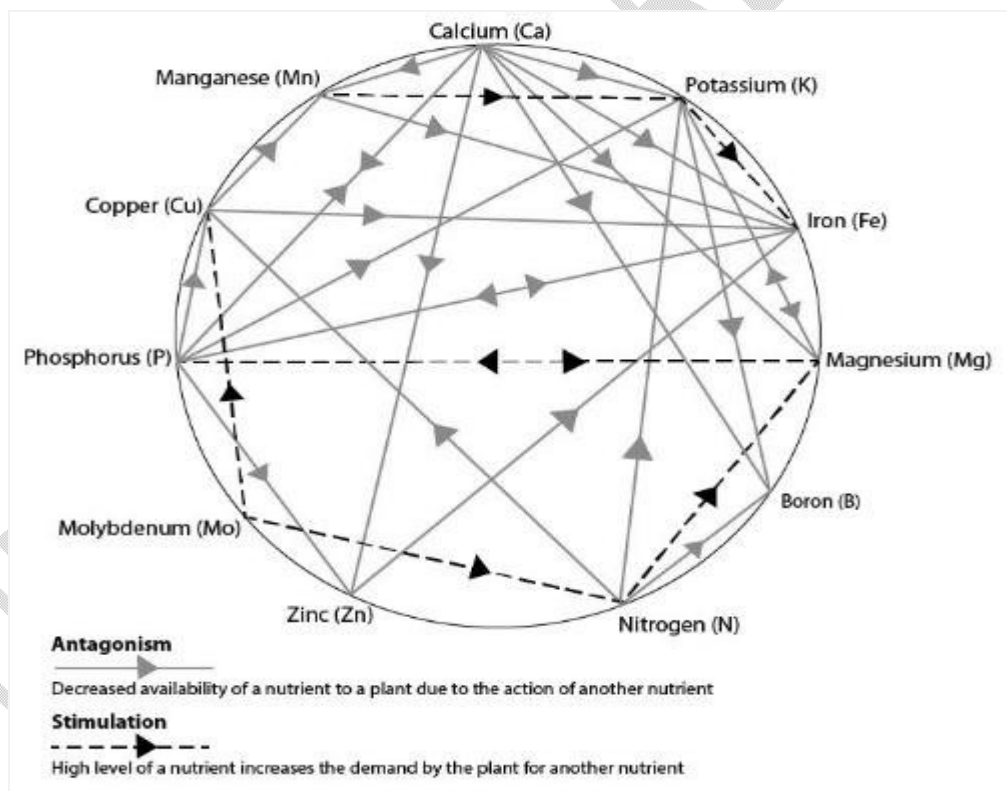 Calcium (Ca)
Manganese (Mn)
Potassium (K)
Copper (Cu)
Iron (Fe)
Phosphorus (P)
Magnesium (Mg)
Boron (B)
Molybdenum (Mo)
Zinc (Zn)
Nitrogen (N)
Antagonism
Decreased availability of a nutrient to a plant due to the action of another nutrient
Stimulation
High level of a nutrient increases the demand by the plant for another nutrient